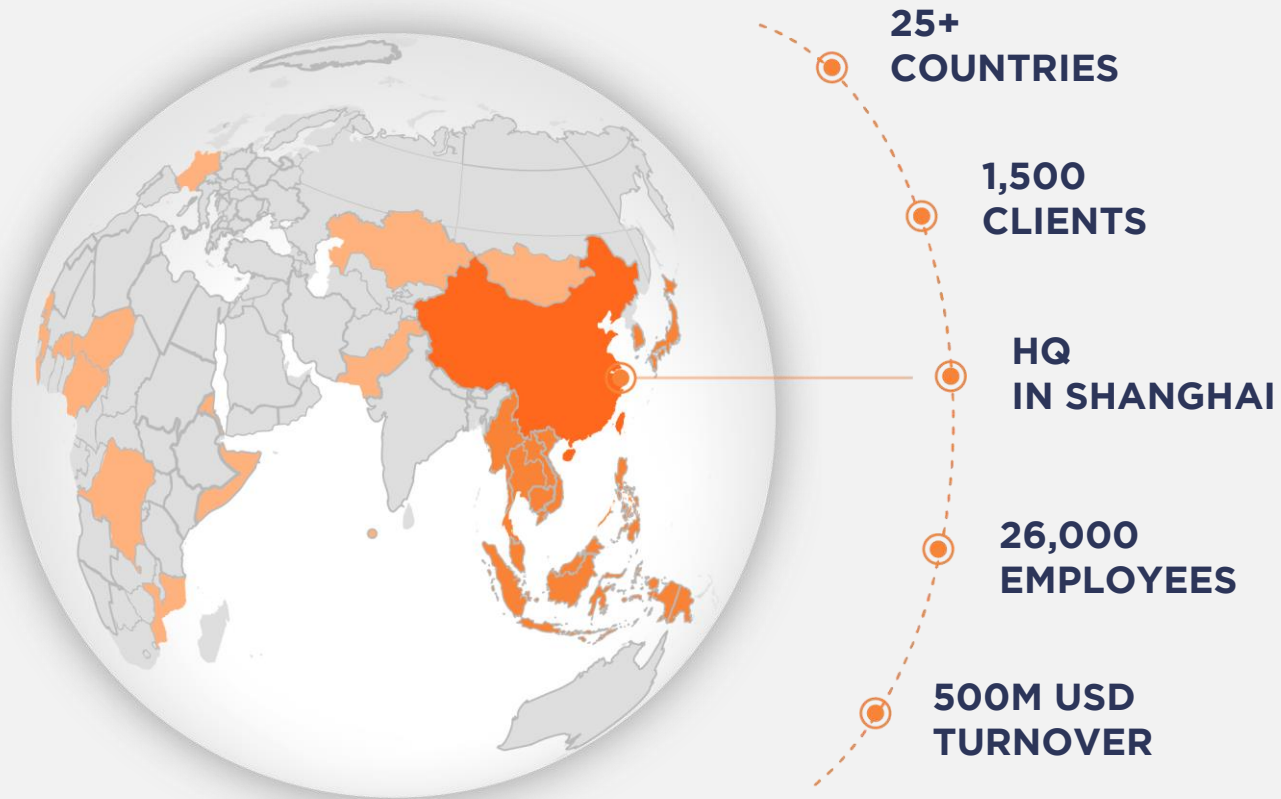 25+
COUNTRIES
1,500
CLIENTS
HQ
IN SHANGHAI
26,000
EMPLOYEES
500M USD
TURNOVER